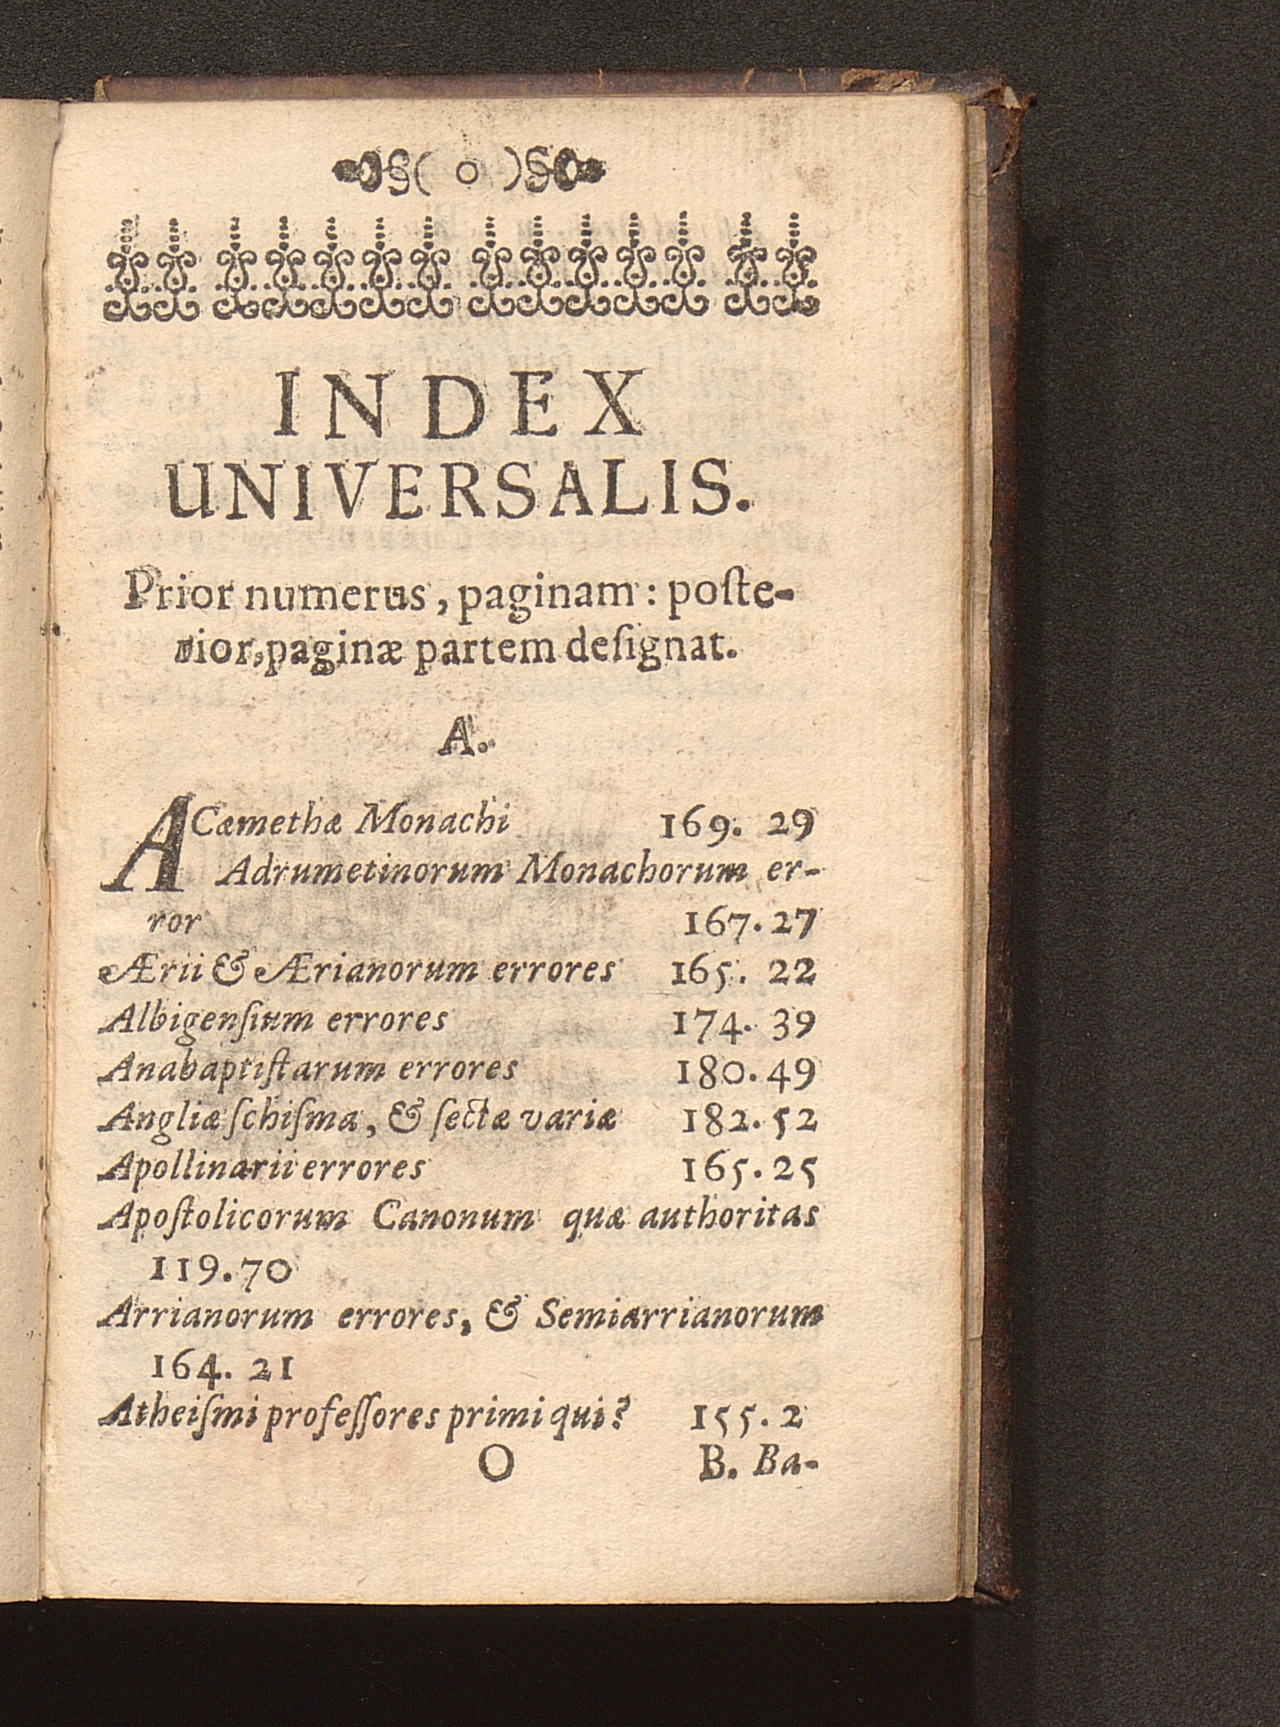 §( o )§
INDEX
UNIVERSALIS.
Prior numerus, paginam: poſte-
rior, paginæ partem deſignat.
A.
ACæmethæ Monachi 169. 29
Adrumetinorum Monachorum er-
ror 167. 27
Ærii & Ærianorum errores 165. 22
Albigenſium errores 174. 39
Anabaptiſtarum errores 180. 49
Angliæ ſchiſma, & ſectæ variæ 182. 52
Apollinarii errores 165. 25
Apoſtolicorum Canonum quæ authoritas
119. 70
Arrianorum errores, & Semiarrianorum
164. 21
Atheiſmi profeſſores primi qui? 155. 2
O B. Ba-